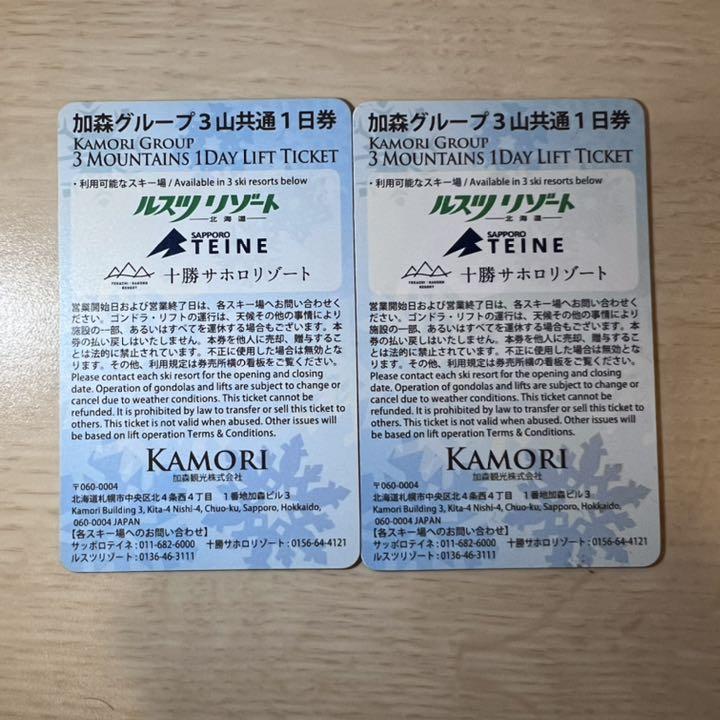 加森グループ3山共通1日券
KAMORI GROUP
3 MOUNTAINS 1DAY LIFT TICKET
・利用可能なスキー場 / Available in 3 ski resorts below
ルスツリゾート
北海道
SAPPORO
TEINE
TOKACHI SAHORO
RESORT
十勝サホロリゾート
営業開始日および営業終了日は、各スキー場へお問い合わせく
ださい。ゴンドラ・リフトの運行は、天候その他の事情により
施設の一部、あるいはすべてを運休する場合もございます。本
券の払い戻しはいたしません。本券を他人に売却、贈与するこ
とは法的に禁止されています。不正に使用した場合は無効とな
ります。その他、利用規定は券売所横の看板をご覧ください。
Please contact each ski resort for the opening and closing
date. Operation of gondolas and lifts are subject to change or
cancel due to weather conditions. This ticket cannot be
refunded. It is prohibited by law to transfer or sell this ticket to
others. This ticket is not valid when abused. Other issues will
be based on lift operation Terms & Conditions.
KAMORI
加森観光株式会社
〒060-0004
北海道札幌市中央区北4条西4丁目 1番地加森ビル3
Kamori Building 3, Kita-4 Nishi-4, Chuo-ku, Sapporo, Hokkaido,
060-0004 JAPAN
【各スキー場へのお問い合わせ】
サッポロテイネ : 011-682-6000 十勝サホロリゾート : 0156-64-4121
ルスツリゾート : 0136-46-3111
加森グループ3山共通1日券
KAMORI GROUP
3 MOUNTAINS 1DAY LIFT TICKET
・利用可能なスキー場 / Available in 3 ski resorts below
ルスツリゾート
北海道
SAPPORO
TEINE
TOKACHI SAHORO
RESORT
十勝サホロリゾート
営業開始日および営業終了日は、各スキー場へお問い合わせく
ださい。ゴンドラ・リフトの運行は、天候その他の事情により
施設の一部、あるいはすべてを運休する場合もございます。本
券の払い戻しはいたしません。本券を他人に売却、贈与するこ
とは法的に禁止されています。不正に使用した場合は無効とな
ります。その他、利用規定は券売所横の看板をご覧ください。
Please contact each ski resort for the opening and closing
date. Operation of gondolas and lifts are subject to change or
cancel due to weather conditions. This ticket cannot be
refunded. It is prohibited by law to transfer or sell this ticket to
others. This ticket is not valid when abused. Other issues will
be based on lift operation Terms & Conditions.
KAMORI
加森観光株式会社
〒060-0004
北海道札幌市中央区北4条西4丁目 1番地加森ビル3
Kamori Building 3, Kita-4 Nishi-4, Chuo-ku, Sapporo, Hokkaido,
060-0004 JAPAN
【各スキー場へのお問い合わせ】
サッポロテイネ : 011-682-6000 十勝サホロリゾート : 0156-64-4121
ルスツリゾート : 0136-46-3111